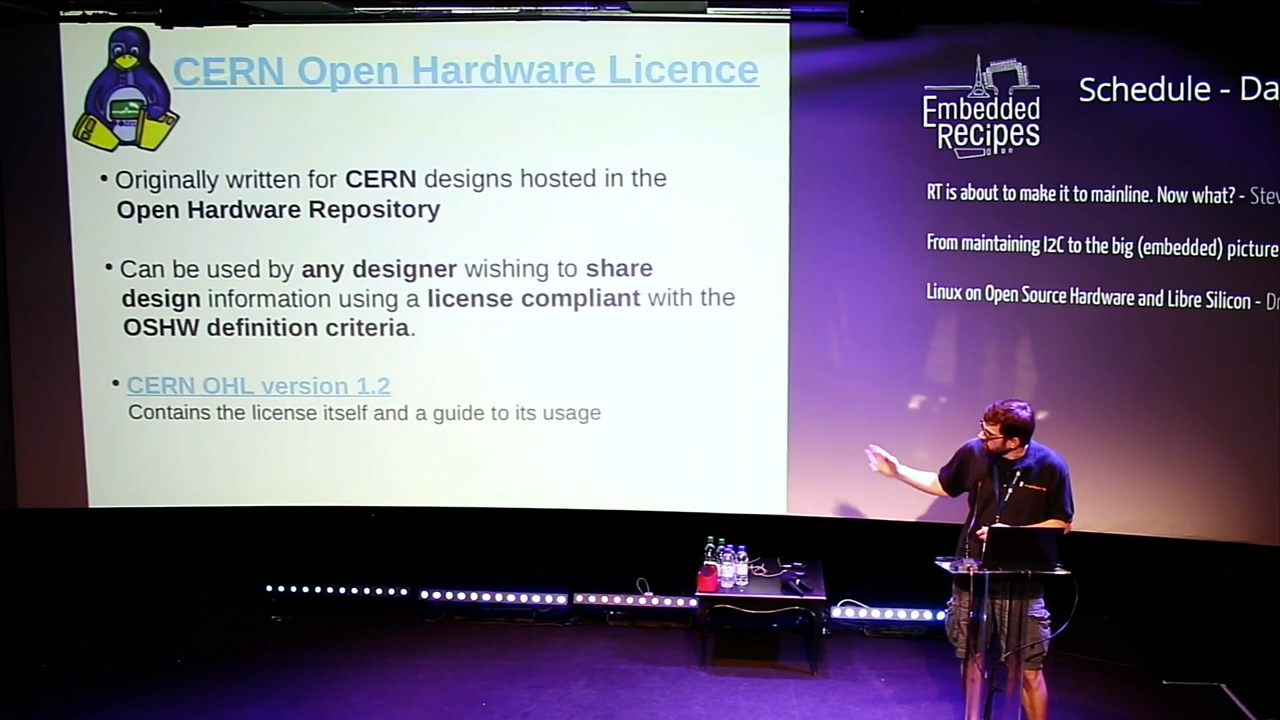 CERN Open Hardware Licence
• Originally written for CERN designs hosted in the
Open Hardware Repository
• Can be used by any designer wishing to share
design information using a license compliant with the
OSHW definition criteria.
• CERN OHL version 1.2
Contains the license itself and a guide to its usage
Embedded
Recipes
Schedule - Da
RT is about to make it to mainline. Now what? - Stev
From maintaining I2C to the big (embedded) picture
Linux on Open Source Hardware and Libre Silicon - Dr